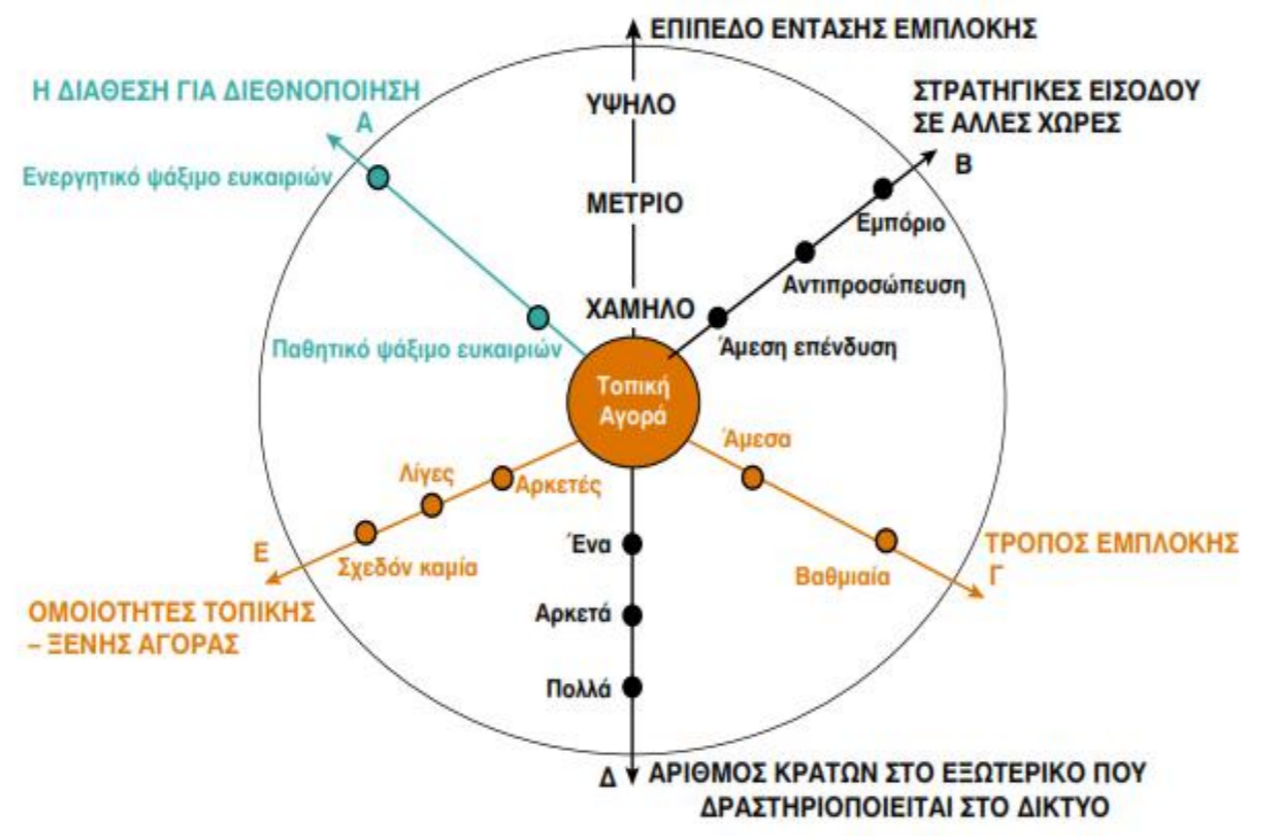 ΕΠΙΠΕΔΟ ΕΝΤΑΣΗΣ ΕΜΠΛΟΚΗΣ
Η ΔΙΑΘΕΣΗ ΓΙΑ ΔΙΕΘΝΟΠΟΙΗΣΗ
Α
Ενεργητικό ψάξιμο ευκαιριών
Παθητικό ψάξιμο ευκαιριών
ΥΨΗΛΟ
ΜΕΤΡΙΟ
ΧΑΜΗΛΟ
ΣΤΡΑΤΗΓΙΚΕΣ ΕΙΣΟΔΟΥ
ΣΕ ΑΛΛΕΣ ΧΩΡΕΣ
Β
Εμπόριο
Αντιπροσώπευση
Άμεση επένδυση
Τοπική
Αγορά
Άμεσα
Βαθμιαία
ΤΡΟΠΟΣ ΕΜΠΛΟΚΗΣ
Γ
Λίγες
Αρκετές
Σχεδόν καμία
Ε
ΟΜΟΙΟΤΗΤΕΣ ΤΟΠΙΚΗΣ
– ΞΕΝΗΣ ΑΓΟΡΑΣ
Ένα
Αρκετά
Πολλά
Δ
ΑΡΙΘΜΟΣ ΚΡΑΤΩΝ ΣΤΟ ΕΞΩΤΕΡΙΚΟ ΠΟΥ
ΔΡΑΣΤΗΡΙΟΠΟΙΕΙΤΑΙ ΣΤΟ ΔΙΚΤΥΟ